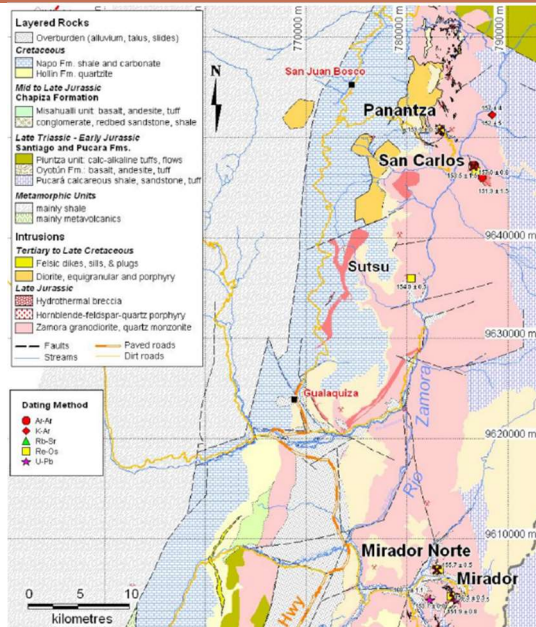 Layered Rocks
Overburden (alluvium, talus, slides)
Cretaceous
Napo Fm. shale and carbonate
Hollin Fm. quartzite
Mid to Late Jurassic
Chapiza Formation
Misahualli unit: basalt, andesite, tuff
conglomerate, redbed sandstone, shale
Late Triassic - Early Jurassic
Santiago and Pucara Fms.
Piuntza unit: calc-alkaline tuffs, flows
Oyotún Fm.: basalt, andesite, tuff
Pucará calcareous shale, sandstone, tuff
Metamorphic Units
mainly shale
mainly metavolcanics
Intrusions
Tertiary to Late Cretaceous
Felsic dikes, sills, & plugs
Diorite, equigranular and porphyry
Late Jurassic
Hydrothermal breccia
Hornblende-feldspar-quartz porphyry
Zamora granodiorite, quartz monzonite
Faults
Paved roads
Streams
Dirt roads
Dating Method
Ar-Ar
K-Ar
Rb-Sr
Re-Os
U-Pb
0 5 10
kilometres
N
770000 m
780000 m
790000 m
San Juan Bosco
Panantza
San Carlos
9640000 m
Sutsu
154.0 ± 0.3
9630000 m
Gualaquiza
Río Zamora
9620000 m
9610000 m
Mirador Norte
Mirador
Hwy